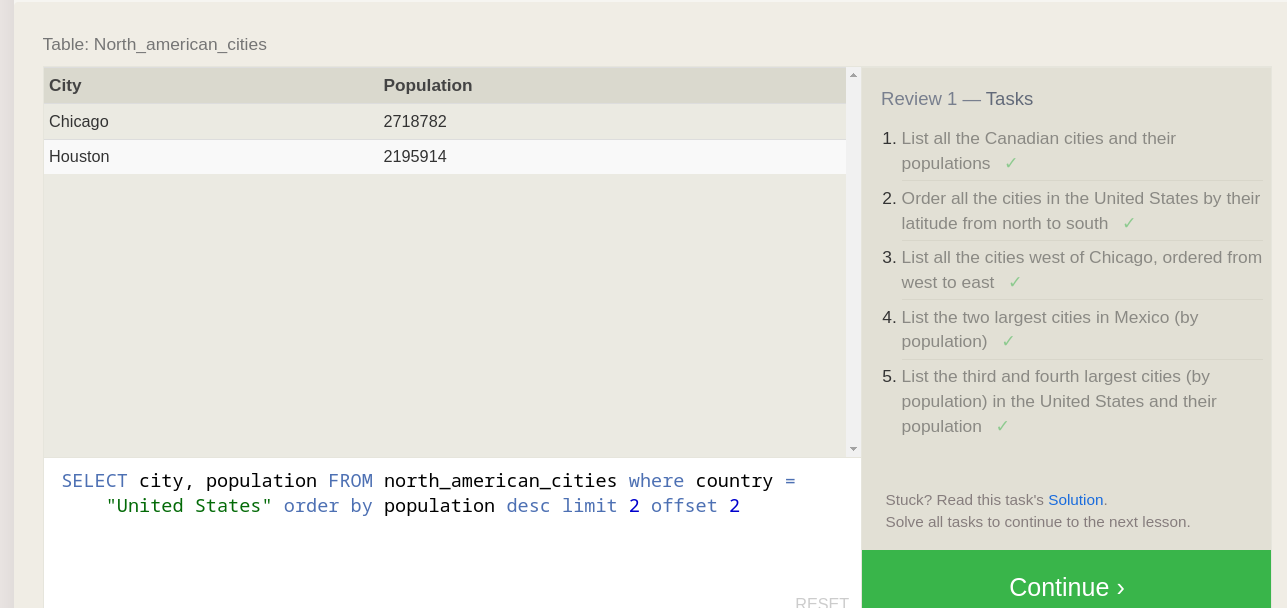 Table: North_american_cities
City Population
Chicago 2718782
Houston 2195914
SELECT city, population FROM north_american_cities where country =
"United States" order by population desc limit 2 offset 2
RESET
Review 1 — Tasks
1. List all the Canadian cities and their
populations ✓
2. Order all the cities in the United States by their
latitude from north to south ✓
3. List all the cities west of Chicago, ordered from
west to east ✓
4. List the two largest cities in Mexico (by
population) ✓
5. List the third and fourth largest cities (by
population) in the United States and their
population ✓
Stuck? Read this task's Solution.
Solve all tasks to continue to the next lesson.
Continue ›